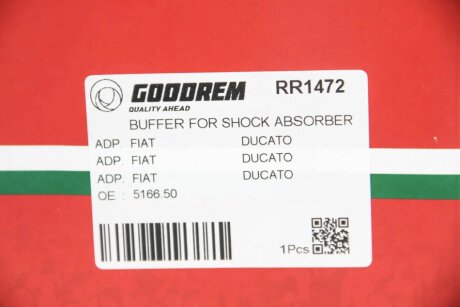 GOODREM RR1472
QUALITY AHEAD
BUFFER FOR SHOCK ABSORBER
ADP. FIAT DUCATO
ADP. FIAT DUCATO
ADP. FIAT DUCATO
OE : 5166.50
1Pcs